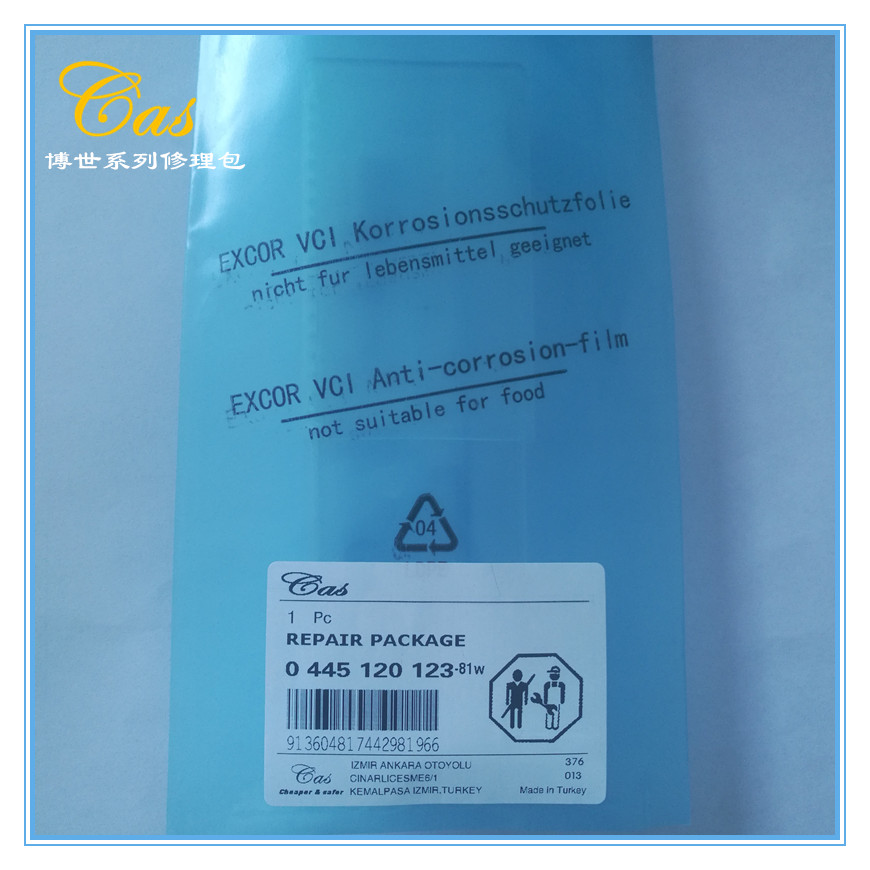 Cas
博世系列修理包
EXCOR VCI Korrosionsschutzfolie
nicht fur lebensmittel geeignet
EXCOR VCI Anti-corrosion-film
not suitable for food
04
Cas
1 Pc
REPAIR PACKAGE
0 445 120 123-81w
913604817442981966
Cas
Cheaper & safer
IZMIR ANKARA OTOYOLU
CINARLICESME6/1
KEMALPASA IZMIR.TURKEY
376
013
Made in Turkey